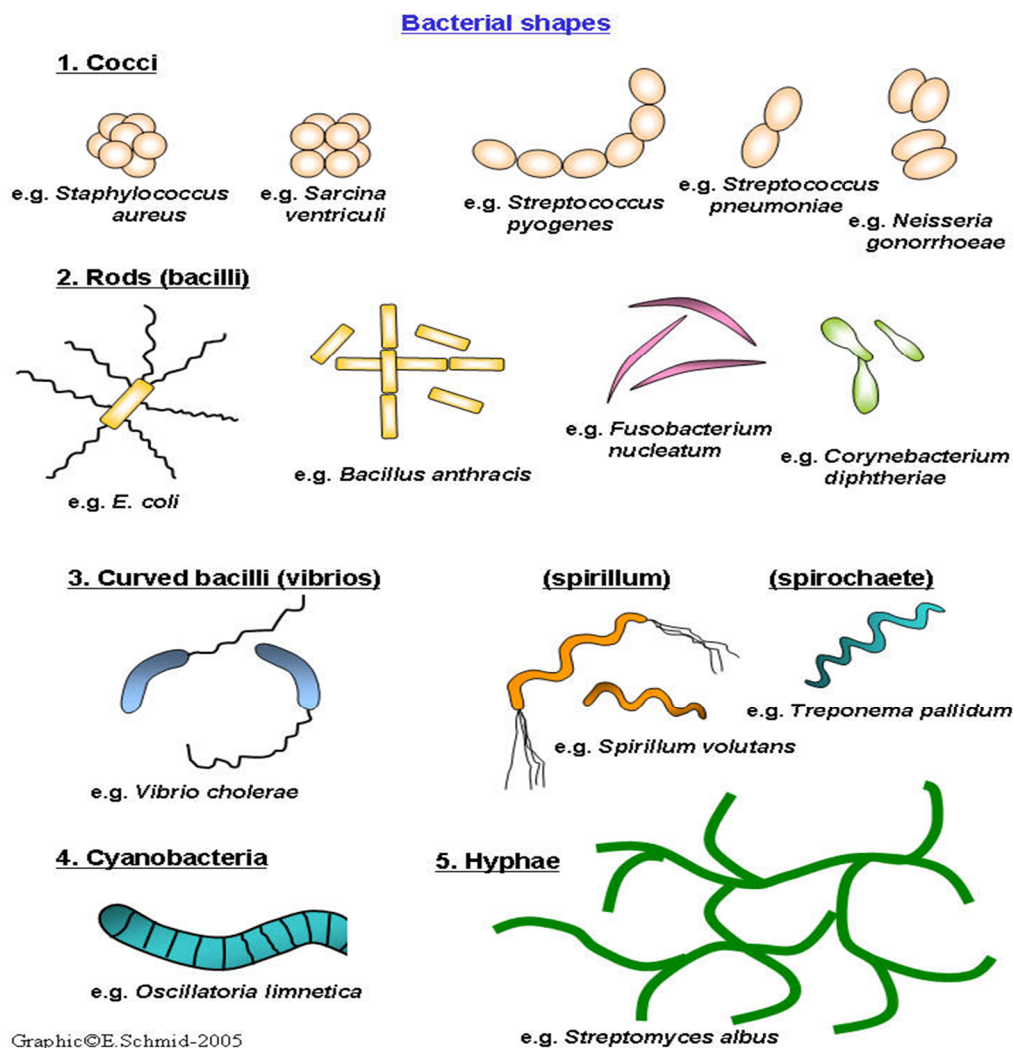 Bacterial shapes
1. Cocci
e.g. Staphylococcus
aureus
e.g. Sarcina
ventriculi
e.g. Streptococcus
pyogenes
e.g. Streptococcus
pneumoniae
e.g. Neisseria
gonorrhoeae
2. Rods (bacilli)
e.g. E. coli
e.g. Bacillus anthracis
e.g. Fusobacterium
nucleatum
e.g. Corynebacterium
diphtheriae
3. Curved bacilli (vibrios)
(spirillum)
(spirochaete)
e.g. Vibrio cholerae
e.g. Spirillum volutans
e.g. Treponema pallidum
4. Cyanobacteria
e.g. Oscillatoria limnetica
5. Hyphae
e.g. Streptomyces albus
Graphic©E.Schmid-2005